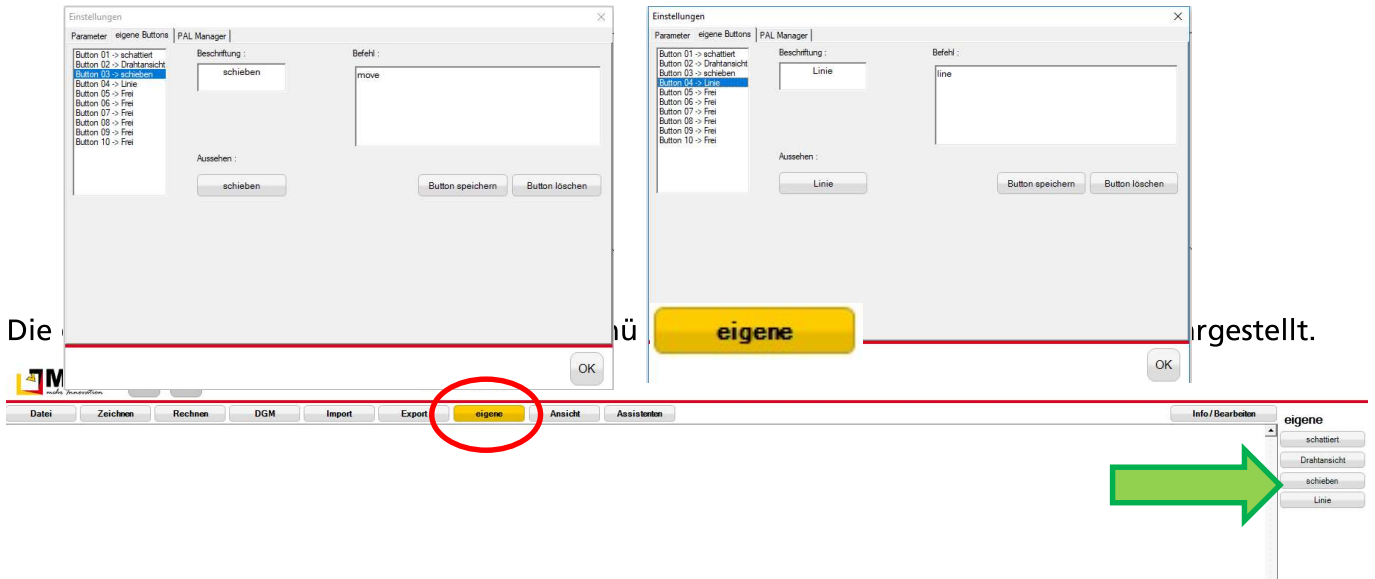 Einstellungen
Parameter eigene Buttons PAL Manager
Button 01 -> schattiert
Button 02 -> Drahtansicht
Button 03 -> schieben
Button 04 -> Linie
Button 05 -> Frei
Button 06 -> Frei
Button 07 -> Frei
Button 08 -> Frei
Button 09 -> Frei
Button 10 -> Frei
Beschriftung :
schieben
Befehl :
move
Aussehen :
schieben
Button speichern
Button löschen
OK
Einstellungen
Parameter eigene Buttons PAL Manager
Button 01 -> schattiert
Button 02 -> Drahtansicht
Button 03 -> schieben
Button 04 -> Linie
Button 05 -> Frei
Button 06 -> Frei
Button 07 -> Frei
Button 08 -> Frei
Button 09 -> Frei
Button 10 -> Frei
Beschriftung :
Linie
Befehl :
line
Aussehen :
Linie
Button speichern
Button löschen
OK
Die
eigene
M
mehr Innovation
Datei Zeichnen Rechnen DGM Import Export eigene Ansicht Assistenten Info / Bearbeiten
eigene
schattiert
Drahtansicht
schieben
Linie